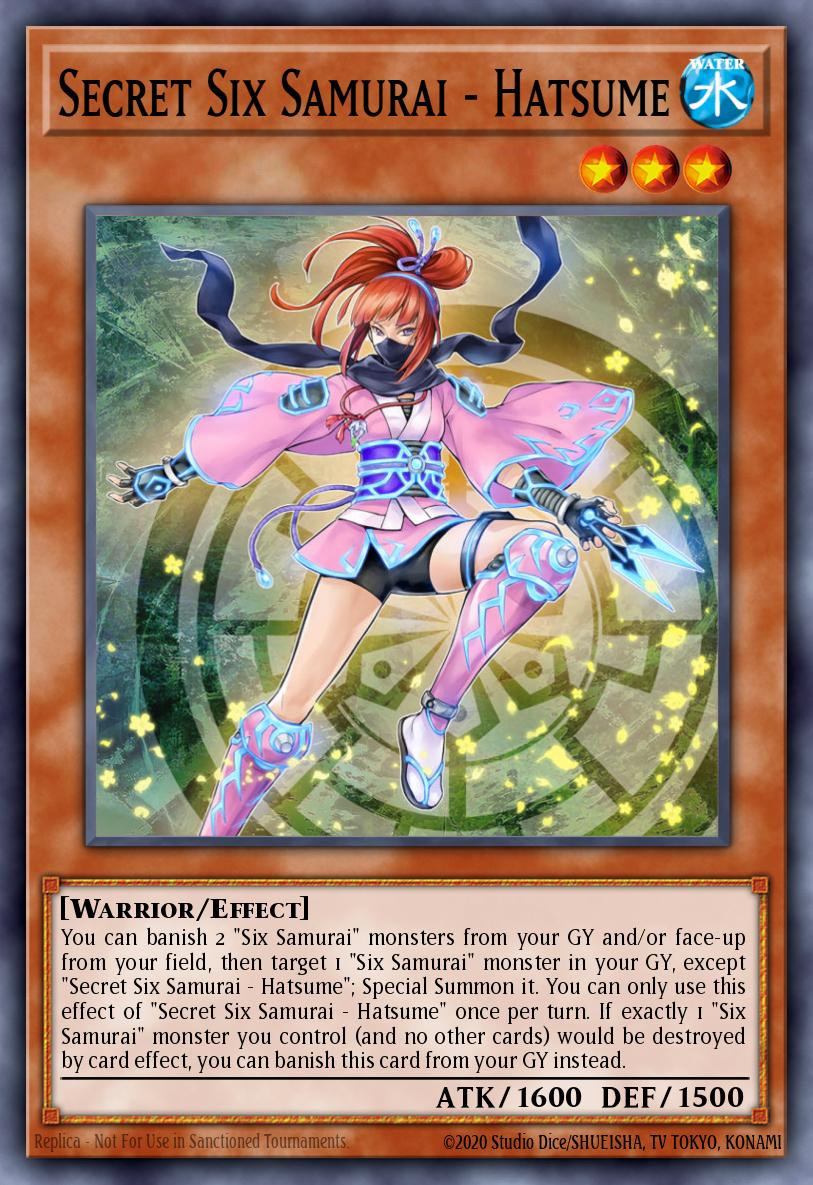 Secret Six Samurai - Hatsume
WATER
水
[Warrior/Effect]
You can banish 2 "Six Samurai" monsters from your GY and/or face-up
from your field, then target 1 "Six Samurai" monster in your GY, except
"Secret Six Samurai - Hatsume"; Special Summon it. You can only use this
effect of "Secret Six Samurai - Hatsume" once per turn. If exactly 1 "Six
Samurai" monster you control (and no other cards) would be destroyed
by card effect, you can banish this card from your GY instead.
ATK/1600 DEF/1500
Replica - Not For Use in Sanctioned Tournaments.
©2020 Studio Dice/SHUEISHA, TV TOKYO, KONAMI